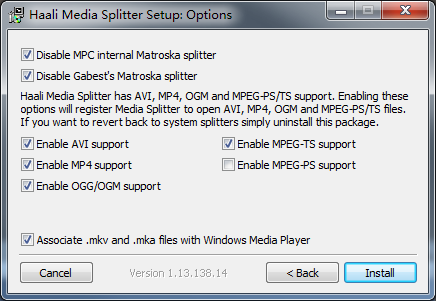 Haali Media Splitter Setup: Options
Disable MPC internal Matroska splitter
Disable Gabest's Matroska splitter
Haali Media Splitter has AVI, MP4, OGM and MPEG-PS/TS support. Enabling these
options will register Media Splitter to open AVI, MP4, OGM and MPEG-PS/TS files.
If you want to revert back to system splitters simply uninstall this package.
Enable AVI support
Enable MPEG-TS support
Enable MP4 support
Enable MPEG-PS support
Enable OGG/OGM support
Associate .mkv and .mka files with Windows Media Player
Cancel
Version 1.13.138.14
< Back
Install